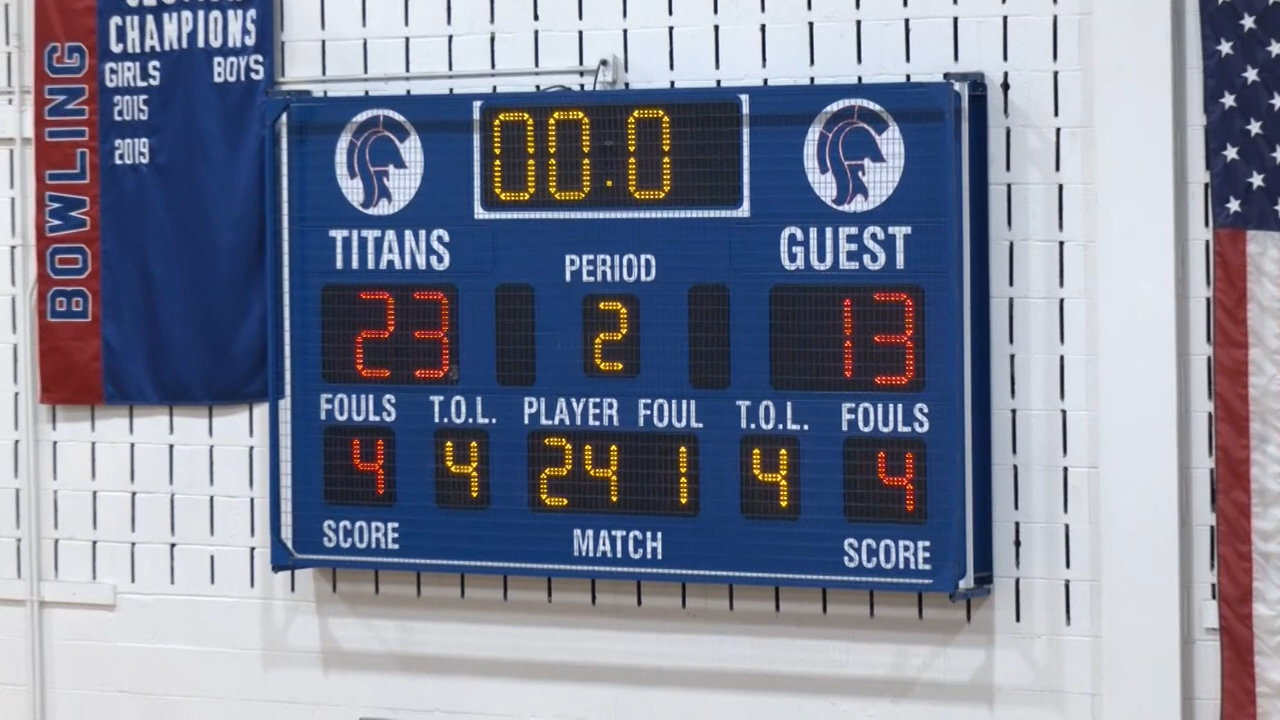 CHAMPIONS
GIRLS BOYS
2015
2019
BOWLING
00.0
TITANS
GUEST
PERIOD
23
2
13
FOULS T.O.L. PLAYER FOUL T.O.L. FOULS
4 4 24 1 4 4
SCORE MATCH SCORE